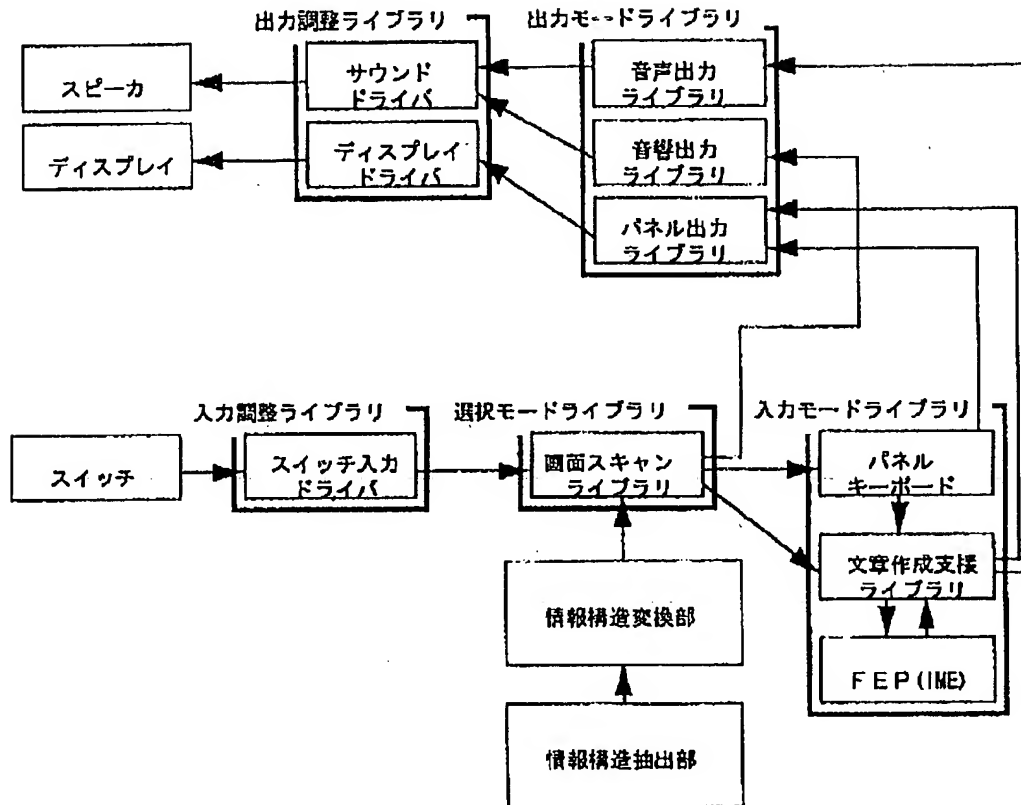 出力調整ライブラリ
出力モードライブラリ
スピーカ
サウンド
ドライバ
音声出力
ライブラリ
ディスプレイ
ディスプレイ
ドライバ
音響出力
ライブラリ
パネル出力
ライブラリ
入力調整ライブラリ
選択モードライブラリ
入力モードライブラリ
スイッチ
スイッチ入力
ドライバ
画面スキャン
ライブラリ
パネル
キーボード
文章作成支援
ライブラリ
情報構造変換部
FEP(IME)
情報構造抽出部